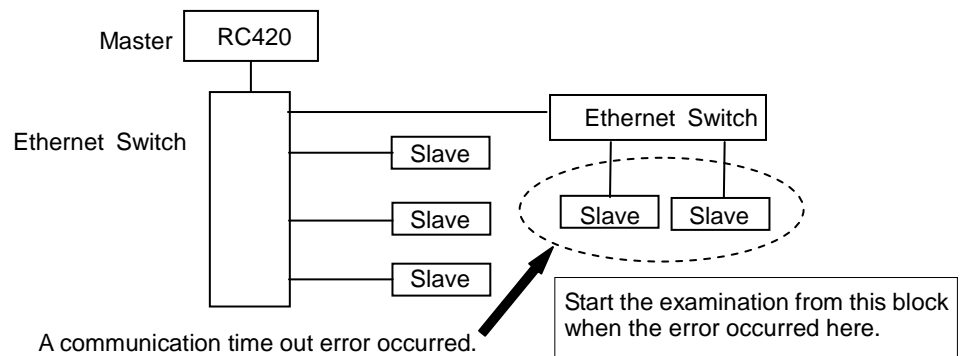 Master
RC420
Ethernet Switch
Ethernet Switch
Slave
Slave
Slave
Slave
Slave
A communication time out error occurred.
Start the examination from this block
when the error occurred here.